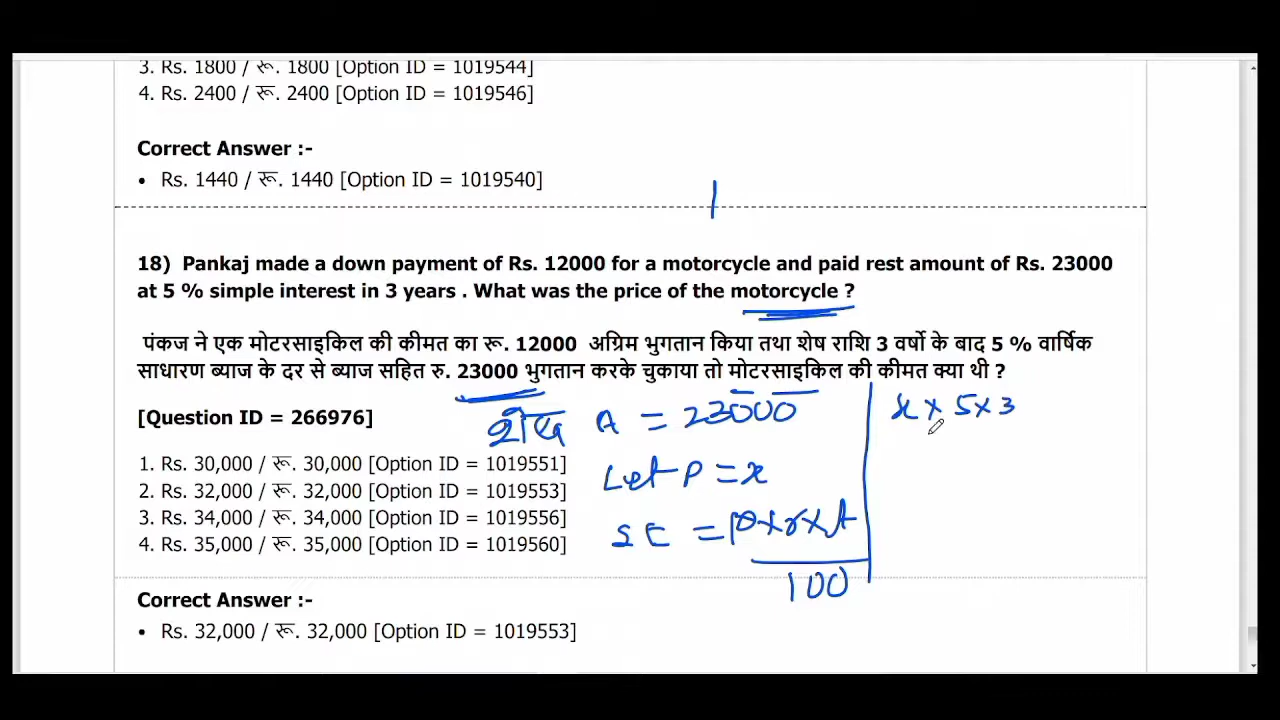 3. Rs. 1800 / रू. 1800 [Option ID = 1019544]
4. Rs. 2400 / रू. 2400 [Option ID = 1019546]
Correct Answer :-
• Rs. 1440 / रू. 1440 [Option ID = 1019540]
18) Pankaj made a down payment of Rs. 12000 for a motorcycle and paid rest amount of Rs. 23000
at 5 % simple interest in 3 years . What was the price of the motorcycle ?
पंकज ने एक मोटरसाइकिल की कीमत का रू. 12000 अग्रिम भुगतान किया तथा शेष राशि 3 वर्षो के बाद 5 % वार्षिक
साधारण ब्याज के दर से ब्याज सहित रु. 23000 भुगतान करके चुकाया तो मोटरसाइकिल की कीमत क्या थी ?
[Question ID = 266976]
शेष A = 23000
x × 5 × 3
1. Rs. 30,000 / रू. 30,000 [Option ID = 1019551]
Let P = x
2. Rs. 32,000 / रू. 32,000 [Option ID = 1019553]
3. Rs. 34,000 / रू. 34,000 [Option ID = 1019556]
4. Rs. 35,000 / रू. 35,000 [Option ID = 1019560]
100
Correct Answer :-
• Rs. 32,000 / रू. 32,000 [Option ID = 1019553]